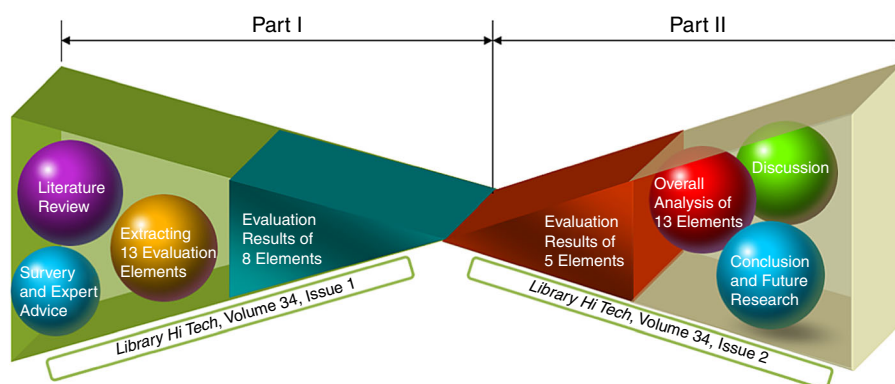 Part I
Part II
Literature
Review
Extracting
13 Evaluation
Elements
Survery
and Expert
Advice
Evaluation
Results of
8 Elements
Library Hi Tech, Volume 34, Issue 1
Evaluation
Results of
5 Elements
Overall
Analysis of
13 Elements
Discussion
Conclusion
and Future
Research
Library Hi Tech, Volume 34, Issue 2